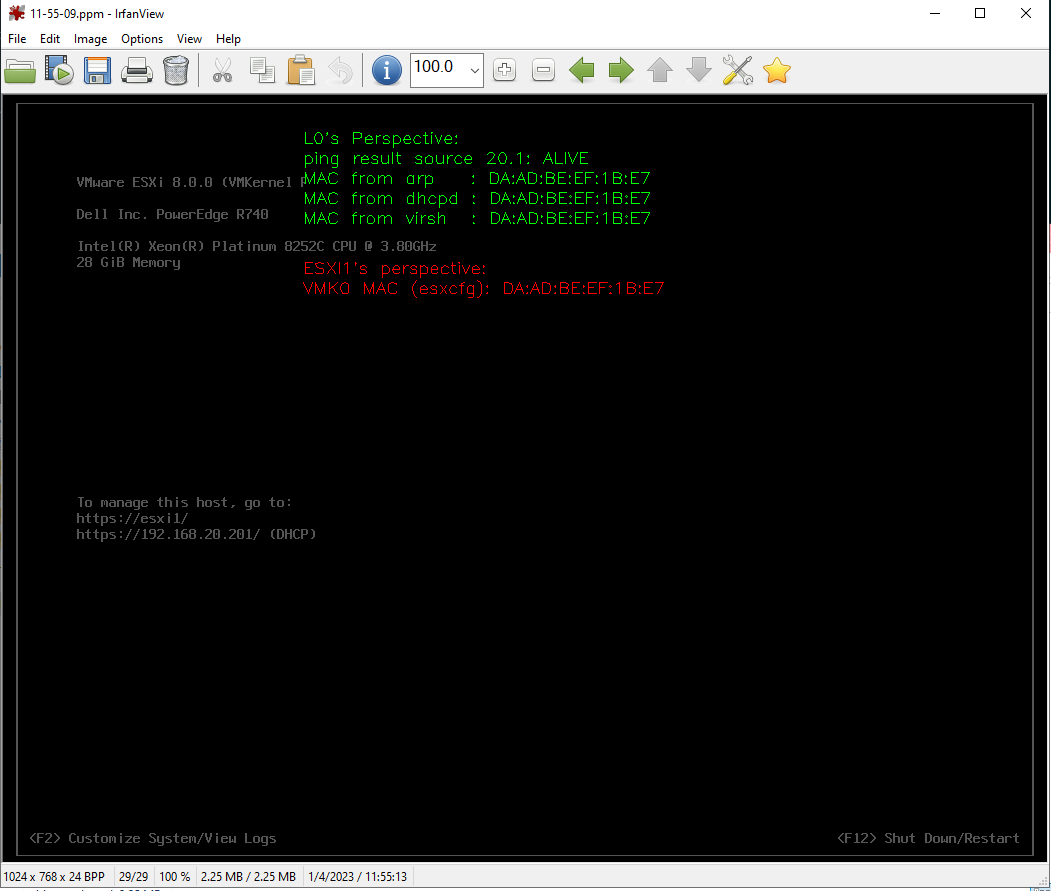 11-55-09.ppm - IrfanView
File Edit Image Options View Help
100.0
L0's Perspective:
ping result source 20.1: ALIVE
MAC from arp : DA:AD:BE:EF:1B:E7
VMware ESXi 8.0.0 (VMKernel
MAC from dhcpd : DA:AD:BE:EF:1B:E7
Dell Inc. PowerEdge R740
MAC from virsh : DA:AD:BE:EF:1B:E7
Intel(R) Xeon(R) Platinum 8252C CPU @ 3.80GHz
28 GiB Memory
ESXI1's perspective:
VMK0 MAC (esxcfg): DA:AD:BE:EF:1B:E7
To manage this host, go to:
https://esxi1/
https://192.168.20.201/ (DHCP)
<F2> Customize System/View Logs
<F12> Shut Down/Restart
1024 x 768 x 24 BPP 29/29 100 % 2.25 MB / 2.25 MB 1/4/2023 / 11:55:13